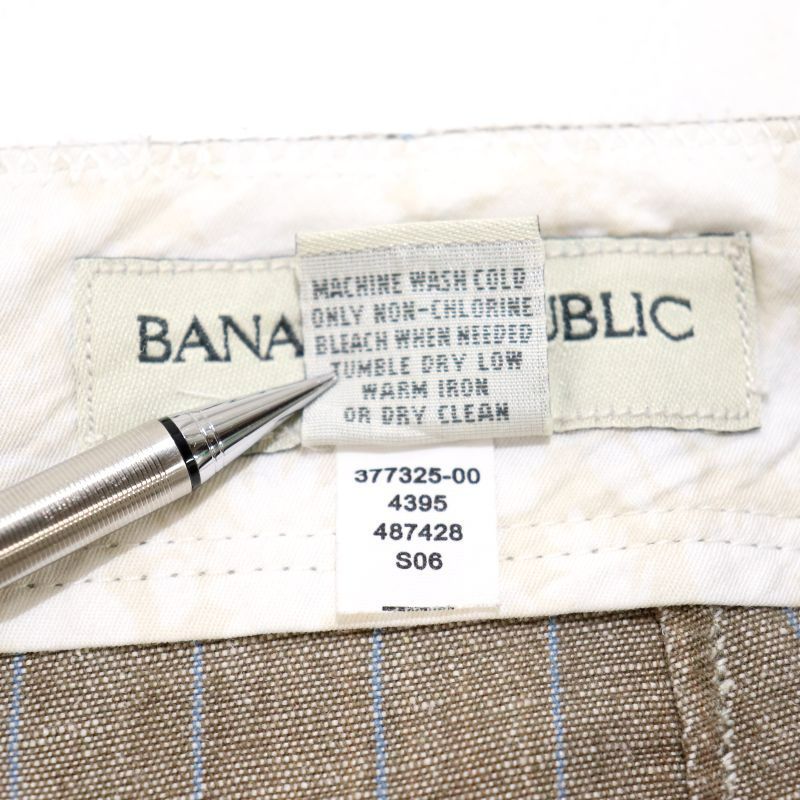 BANA UBLIC
MACHINE WASH COLD
ONLY NON-CHLORINE
BLEACH WHEN NEEDED
TUMBLE DRY LOW
WARM IRON
OR DRY CLEAN
377325-00
4395
487428
S06